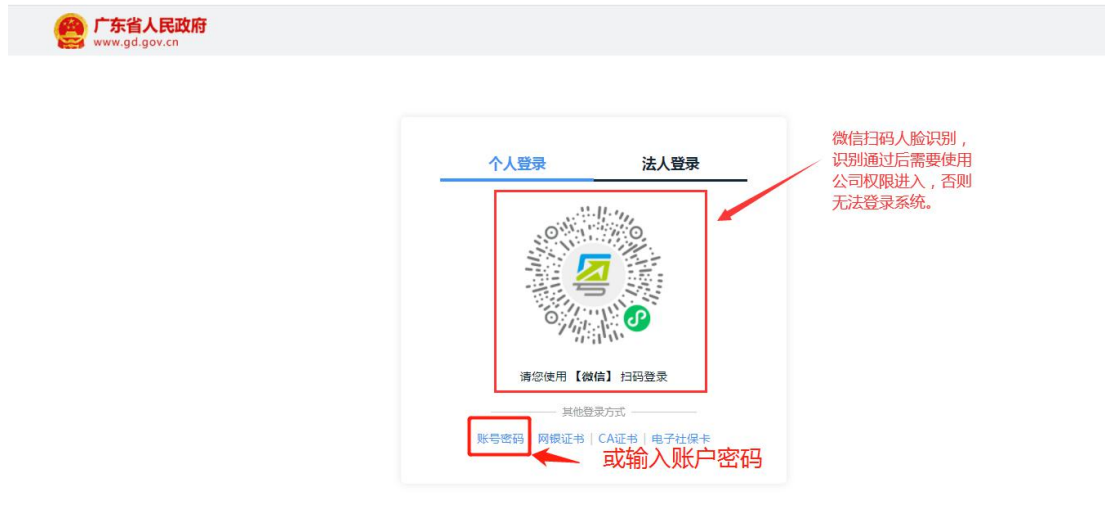 广东省人民政府
www.gd.gov.cn
个人登录
法人登录
微信扫码人脸识别，
识别通过后需要使用
公司权限进入，否则
无法登录系统。
请您使用【微信】扫码登录
其他登录方式
账号密码 | 网银证书 | CA证书 | 电子社保卡
或输入账户密码